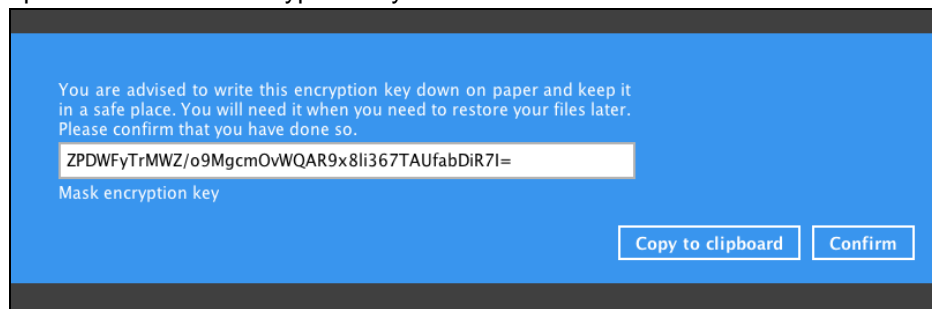 You are advised to write this encryption key down on paper and keep it
in a safe place. You will need it when you need to restore your files later.
Please confirm that you have done so.
ZPDWFyTrMWZ/o9MgcmOvWQAR9x8li367TAUfabDiR7I=
Mask encryption key
Copy to clipboard Confirm